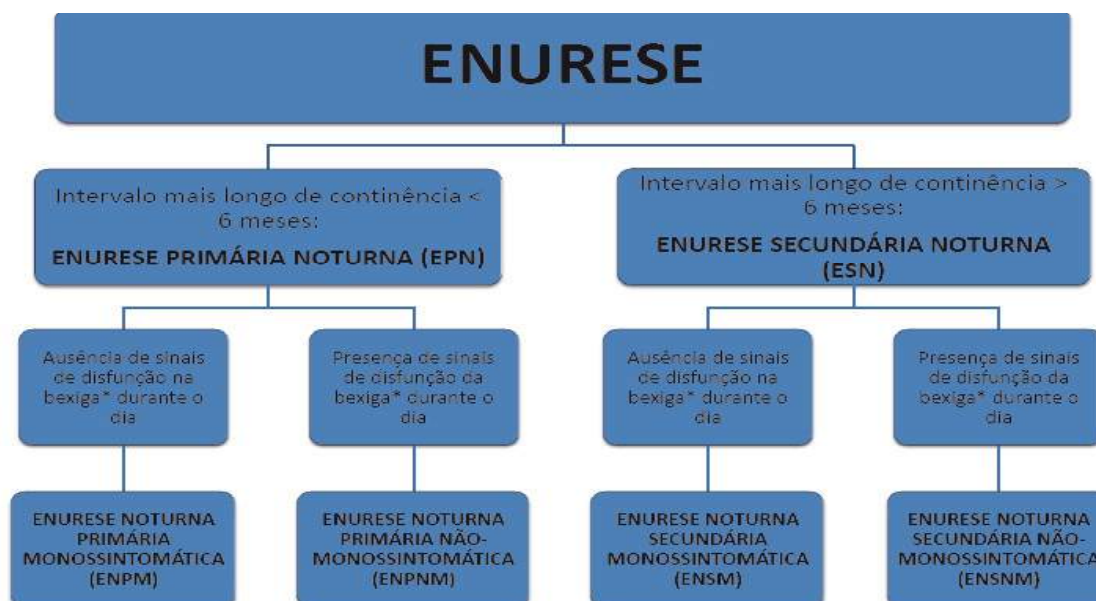 ENURESE
Intervalo mais longo de continência <
6 meses:
ENURESE PRIMÁRIA NOTURNA (EPN)
Intervalo mais longo de continência >
6 meses:
ENURESE SECUNDÁRIA NOTURNA
(ESN)
Ausência de sinais
de disfunção na
bexiga* durante o
dia
Presença de sinais
de disfunção da
bexiga* durante o
dia
Ausência de sinais
de disfunção na
bexiga* durante o
dia
Presença de sinais
de disfunção da
bexiga* durante o
dia
ENURESE NOTURNA
PRIMÁRIA
MONOSSINTOMÁTICA
(ENPM)
ENURESE NOTURNA
PRIMÁRIA NÃO-
MONOSSINTOMÁTICA
(ENPNM)
ENURESE NOTURNA
SECUNDÁRIA
MONOSSINTOMÁTICA
(ENSM)
ENURESE NOTURNA
SECUNDÁRIA NÃO-
MONOSSINTOMÁTICA
(ENSNM)